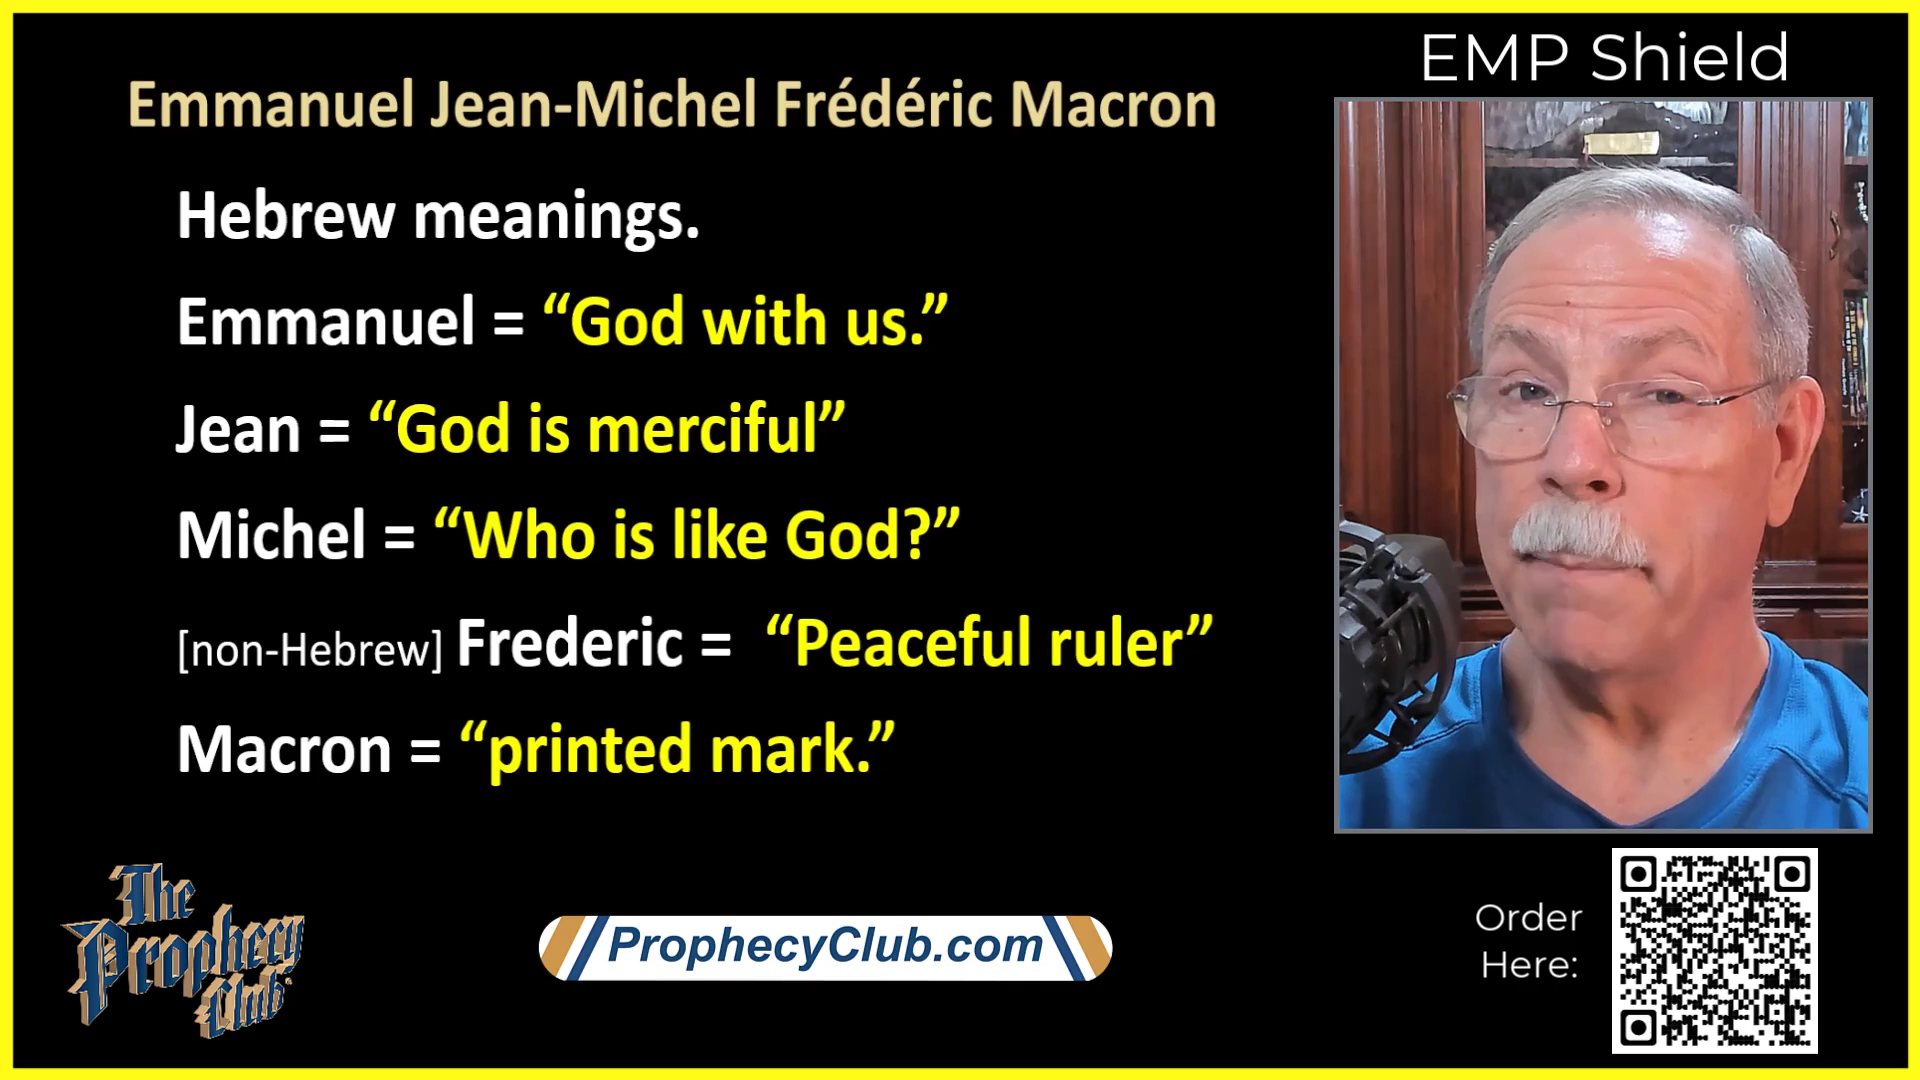 Emmanuel Jean-Michel Frédéric Macron
Hebrew meanings.
Emmanuel = “God with us.”
Jean = “God is merciful”
Michel = “Who is like God?”
[non-Hebrew] Frederic = “Peaceful ruler”
Macron = “printed mark.”
The
Prophecy
Club
ProphecyClub.com
EMP Shield
Order
Here: